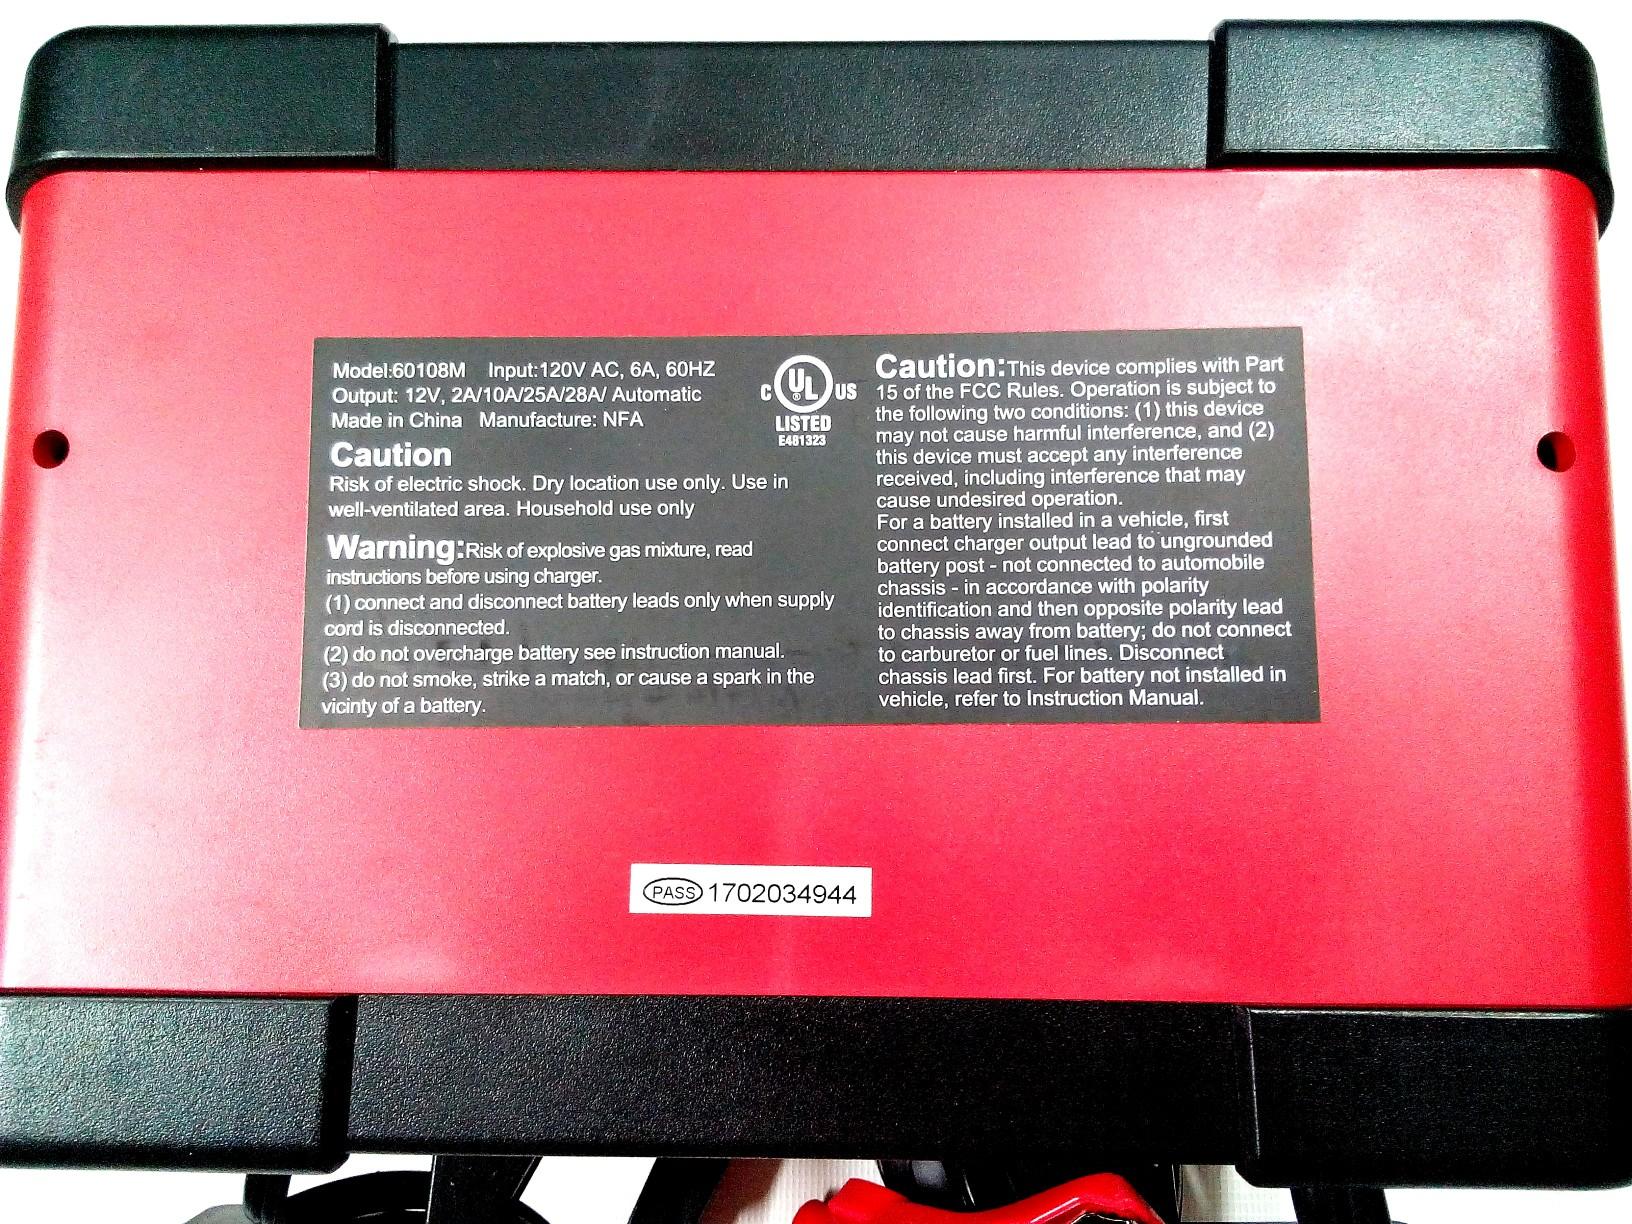 Model:60108M Input:120V AC, 6A, 60HZ
Output: 12V, 2A/10A/25A/28A/ Automatic
Made in China Manufacture: NFA
C UL ® US
LISTED
E481323
Caution
Risk of electric shock. Dry location use only. Use in
well-ventilated area. Household use only
Warning:Risk of explosive gas mixture, read
instructions before using charger.
(1) connect and disconnect battery leads only when supply
cord is disconnected.
(2) do not overcharge battery see instruction manual.
(3) do not smoke, strike a match, or cause a spark in the
vicinty of a battery.
Caution:This device complies with Part
15 of the FCC Rules. Operation is subject to
the following two conditions: (1) this device
may not cause harmful interference, and (2)
this device must accept any interference
received, including interference that may
cause undesired operation.
For a battery installed in a vehicle, first
connect charger output lead to ungrounded
battery post - not connected to automobile
chassis - in accordance with polarity
identification and then opposite polarity lead
to chassis away from battery; do not connect
to carburetor or fuel lines. Disconnect
chassis lead first. For battery not installed in
vehicle, refer to Instruction Manual.
PASS 1702034944